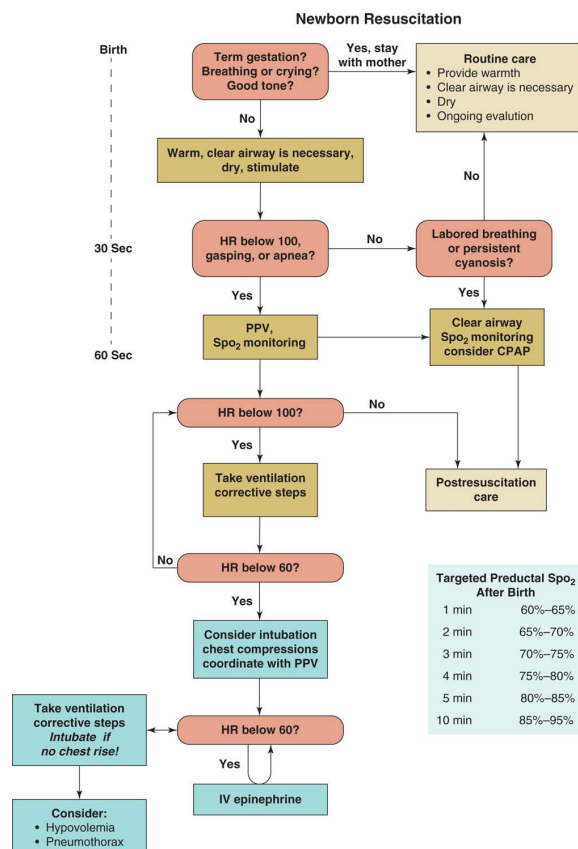 Newborn Resuscitation
Birth
Term gestation?
Breathing or crying?
Good tone?
Yes, stay
with mother
Routine care
• Provide warmth
• Clear airway is necessary
• Dry
• Ongoing evalution
No
Warm, clear airway is necessary,
dry, stimulate
No
30 Sec
HR below 100,
gasping, or apnea?
No
Labored breathing
or persistent
cyanosis?
Yes
Yes
PPV,
Spo2 monitoring
Clear airway
Spo2 monitoring
consider CPAP
60 Sec
HR below 100?
No
Yes
Take ventilation
corrective steps
Postresuscitation
care
No
HR below 60?
Yes
Targeted Preductal Spo2
After Birth
1 min 60%–65%
2 min 65%–70%
3 min 70%–75%
4 min 75%–80%
5 min 80%–85%
10 min 85%–95%
Consider intubation
chest compressions
coordinate with PPV
Take ventilation
corrective steps
Intubate if
no chest rise!
HR below 60?
Yes
IV epinephrine
Consider:
• Hypovolemia
• Pneumothorax